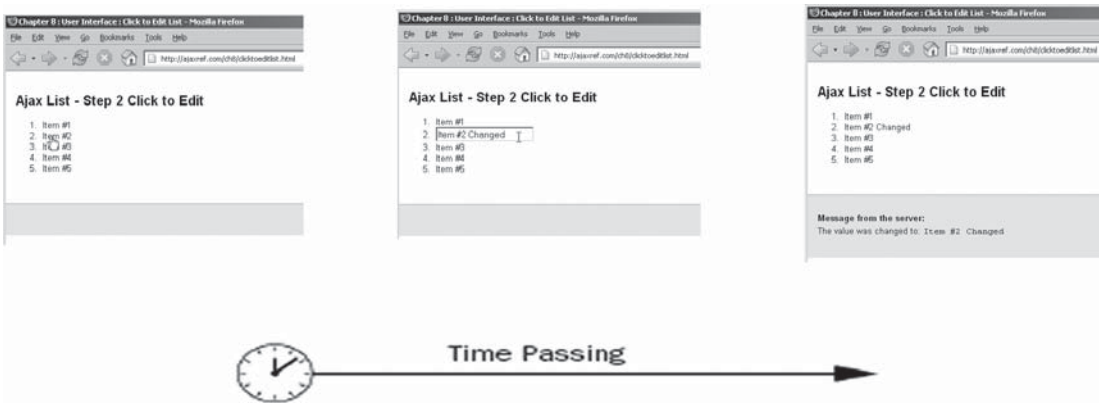 Chapter 8 : User Interface : Click to Edit List - Mozilla Firefox
File Edit View Go Bookmarks Tools Help
http://ajaxref.com/ch8/clicktoeditlist.html
Ajax List - Step 2 Click to Edit
1. Item #1
2. Item #2
3. Item #3
4. Item #4
5. Item #5
Chapter 8 : User Interface : Click to Edit List - Mozilla Firefox
File Edit View Go Bookmarks Tools Help
http://ajaxref.com/ch8/clicktoeditlist.html
Ajax List - Step 2 Click to Edit
1. Item #1
2. Item #2 Changed
3. Item #3
4. Item #4
5. Item #5
Chapter 8 : User Interface : Click to Edit List - Mozilla Firefox
File Edit View Go Bookmarks Tools Help
http://ajaxref.com/ch8/clicktoeditlist.html
Ajax List - Step 2 Click to Edit
1. Item #1
2. Item #2 Changed
3. Item #3
4. Item #4
5. Item #5
Message from the server:
The value was changed to: Item #2 Changed
Time Passing